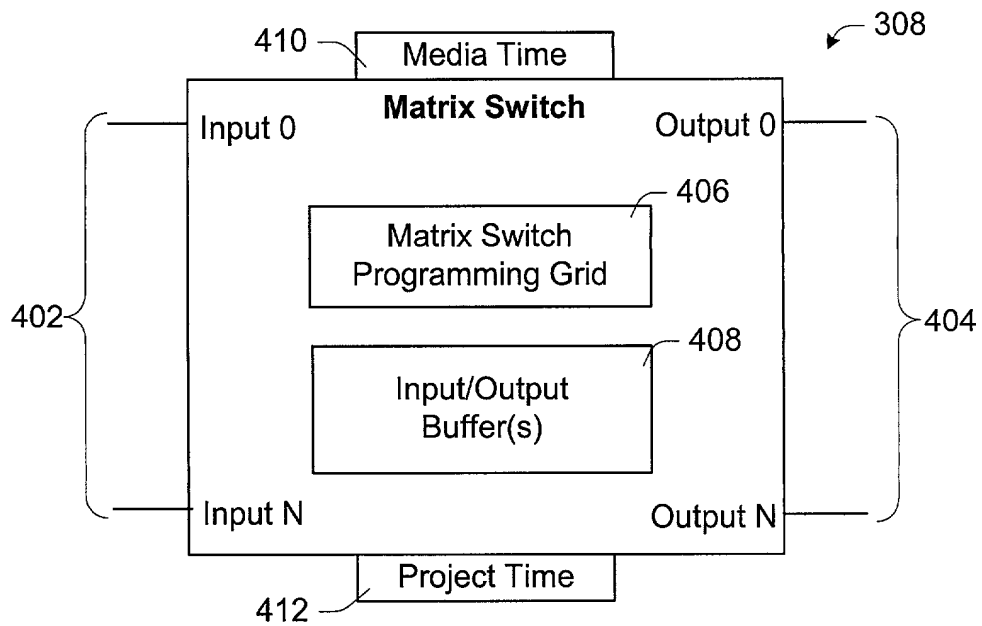 410
Media Time
308
Matrix Switch
Input 0
Output 0
406
Matrix Switch
Programming Grid
402
404
408
Input/Output
Buffer(s)
Input N
Output N
Project Time
412